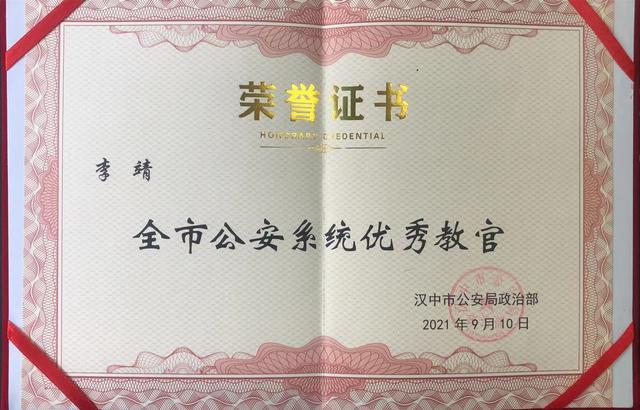 荣誉证书
HONORARY CREDENTIAL
李靖
全市公安系统优秀教官
汉中市公安局政治部
2021年9月10日